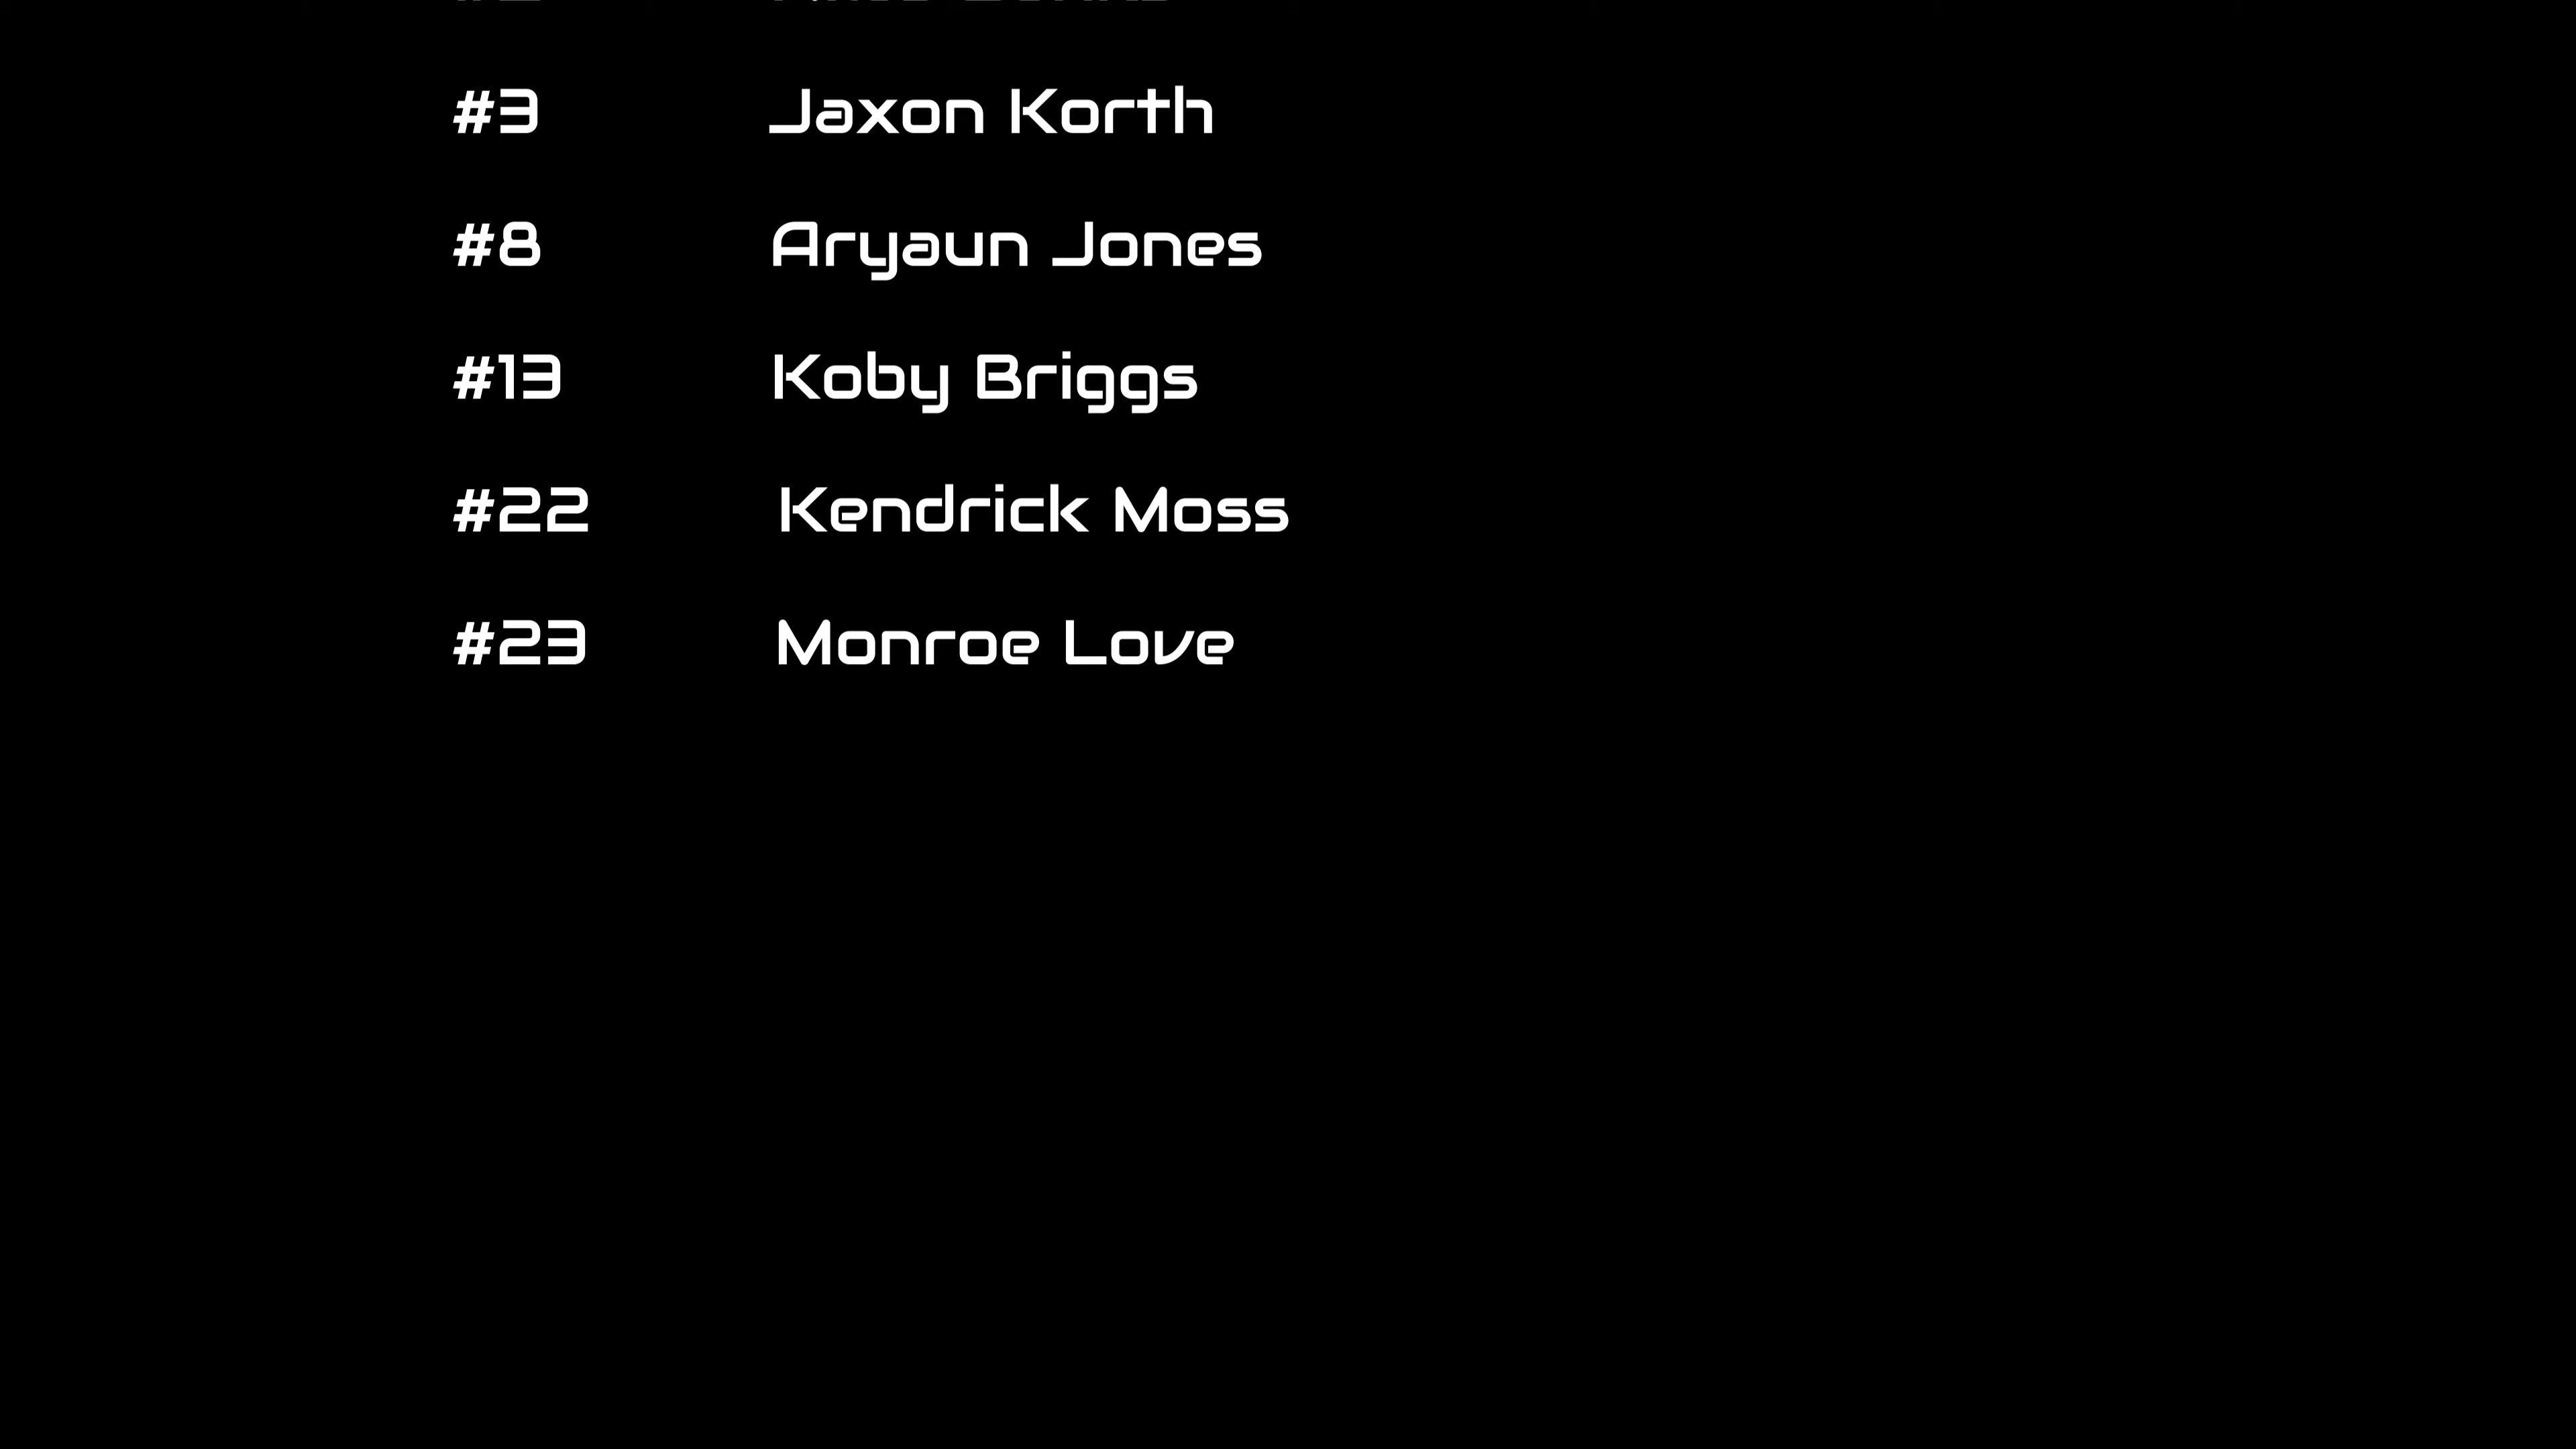 #3 Jaxon Korth
#8 Aryaun Jones
#13 Koby Briggs
#22 Kendrick Moss
#23 Monroe Love